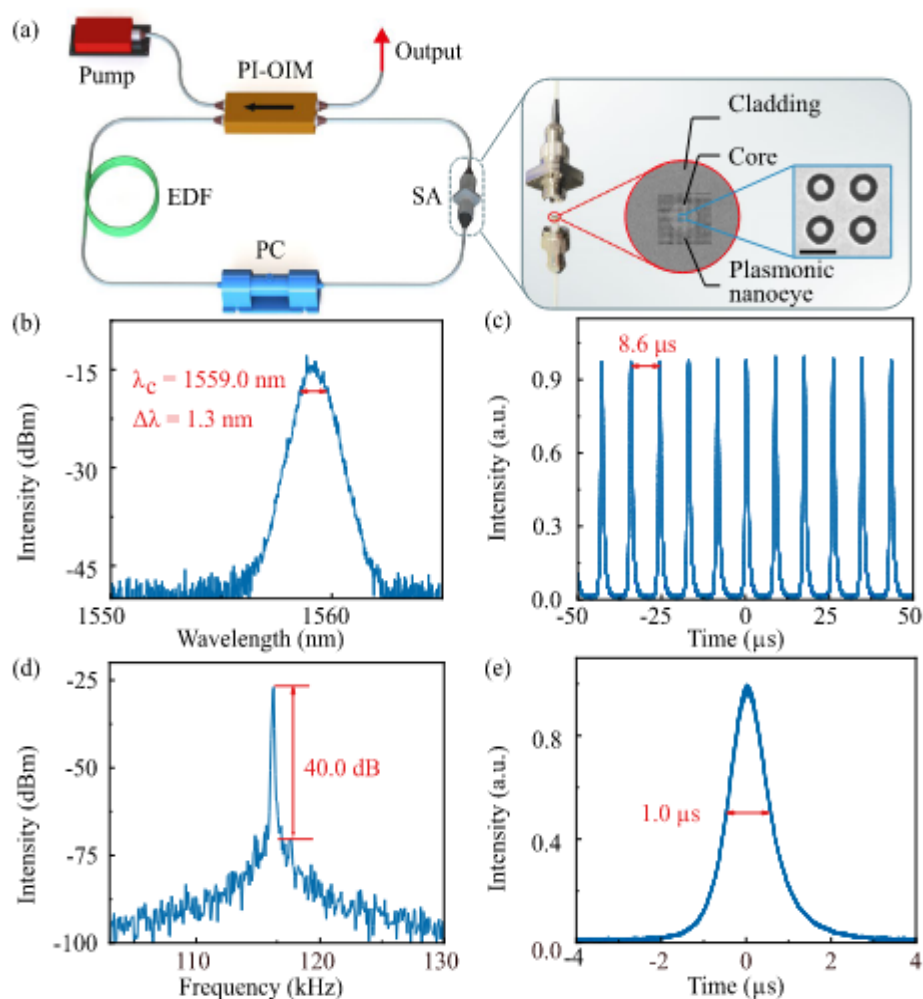 (a)
Pump
PI-OIM
Output
EDF
SA
PC
Cladding
Core
Plasmonic
nanoeye
(b)
-15
-30
-45
λc = 1559.0 nm
Δλ = 1.3 nm
Intensity (dBm)
1550
1560
Wavelength (nm)
(c)
8.6 μs
0.9
0.6
0.3
0.0
Intensity (a.u.)
-50
-25
0
25
50
Time (μs)
(d)
-25
-50
-75
-100
40.0 dB
Intensity (dBm)
110
120
130
Frequency (kHz)
(e)
0.8
0.4
0.0
1.0 μs
Intensity (a.u.)
-4
-2
0
2
4
Time (μs)